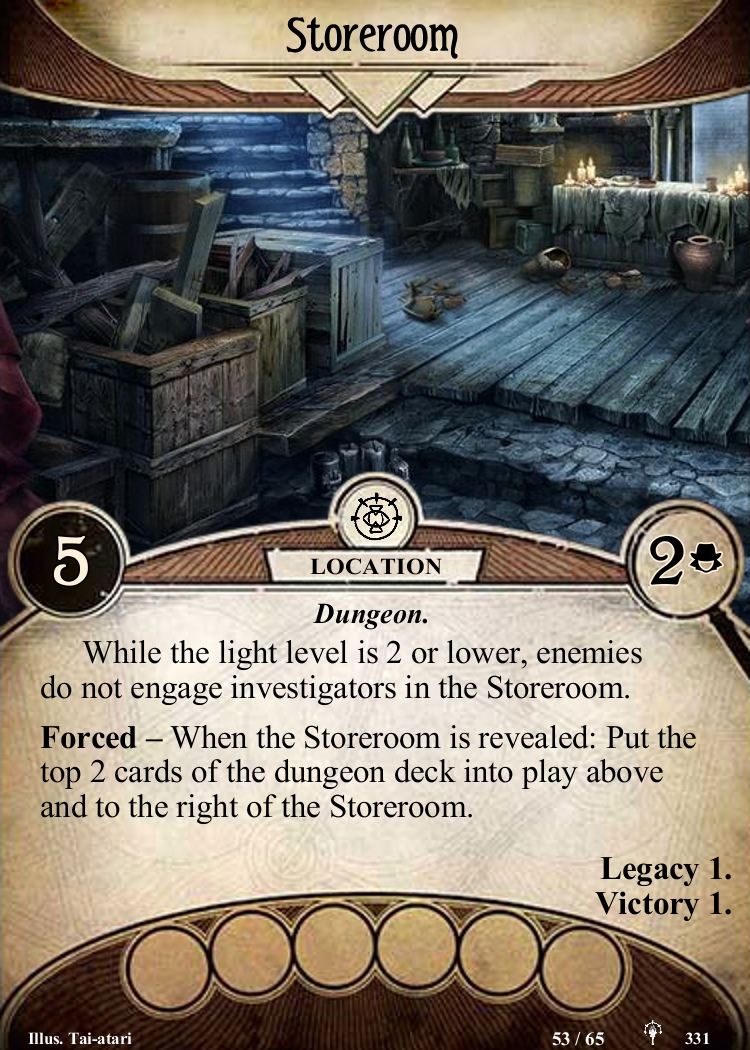 Storeroom
5
LOCATION
2
Dungeon.
While the light level is 2 or lower, enemies
do not engage investigators in the Storeroom.
Forced – When the Storeroom is revealed: Put the
top 2 cards of the dungeon deck into play above
and to the right of the Storeroom.
Legacy 1.
Victory 1.
Illus. Tai-atari
53 / 65
331